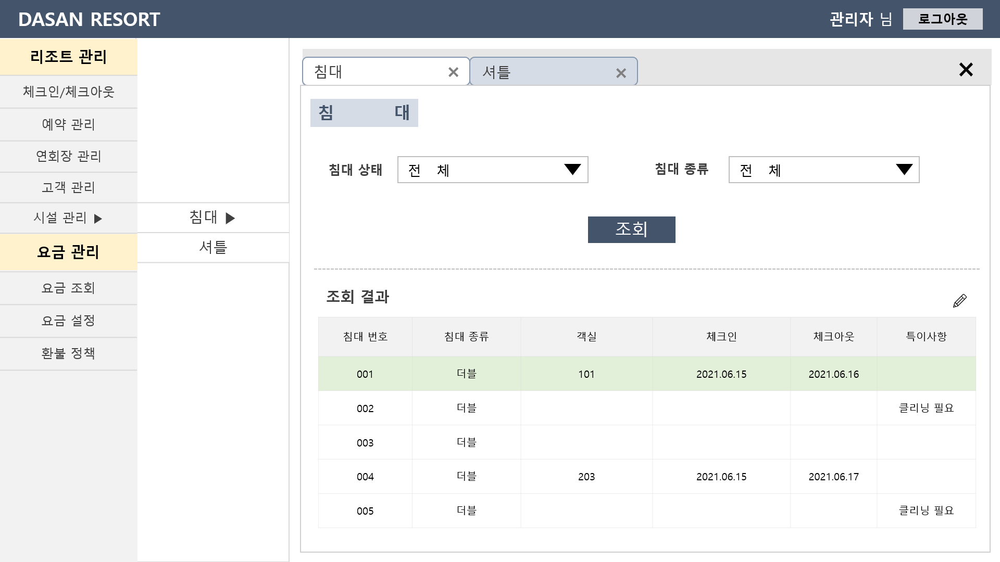 DASAN RESORT
관리자 님
로그아웃
리조트 관리
체크인/체크아웃
예약 관리
연회장 관리
고객 관리
시설 관리 ▶
요금 관리
요금 조회
요금 설정
환불 정책
침대 ▶
셔틀
침대 ×
셔틀 ×
×
침 대
침대 상태 전 체 ▼
침대 종류 전 체 ▼
조회
조회 결과
침대 번호 침대 종류 객실 체크인 체크아웃 특이사항
001 더블 101 2021.06.15 2021.06.16
002 더블 클리닝 필요
003 더블
004 더블 203 2021.06.15 2021.06.17
005 더블 클리닝 필요